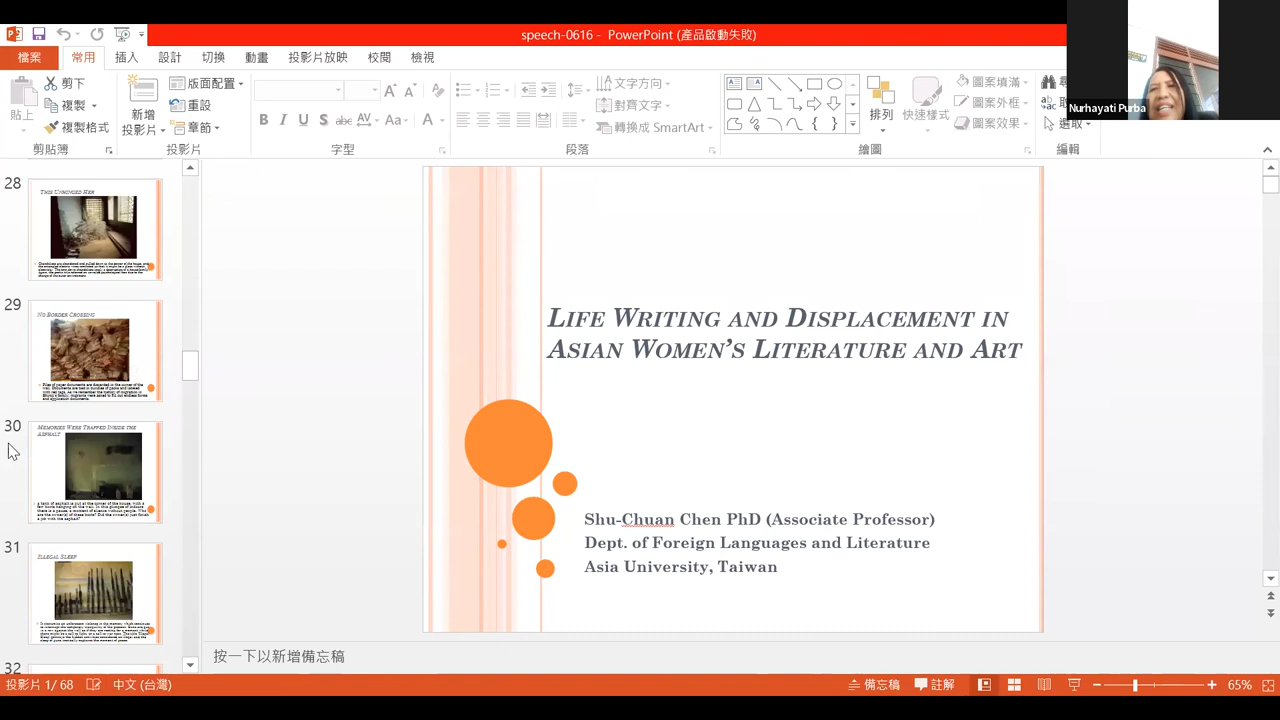 speech-0616 - PowerPoint (產品啟動失敗)
檔案 常用 插入 設計 切換 動畫 投影片放映 校閱 檢視
Nurhayati Purba
貼上
剪下
複製
複製格式
剪貼簿
新增
投影片
版面配置
重設
章節
投影片
B I U S abc AV Aa A
字型
文字方向
對齊文字
轉換成 SmartArt
段落
排列
快速樣式
圖案填滿
圖案外框
圖案效果
繪圖
選取
編輯
28
THIS UNHINGED HER
29
NO BORDER CROSSING
30
MEMORIES WERE TRAPPED INSIDE THE
ASPHALT
31
ILLEGAL SLEEP
32
LIFE WRITING AND DISPLACEMENT IN
ASIAN WOMEN'S LITERATURE AND ART
Shu-Chuan Chen PhD (Associate Professor)
Dept. of Foreign Languages and Literature
Asia University, Taiwan
按一下以新增備忘稿
投影片 1/68 中文 (台灣) 備忘稿 註解 65%